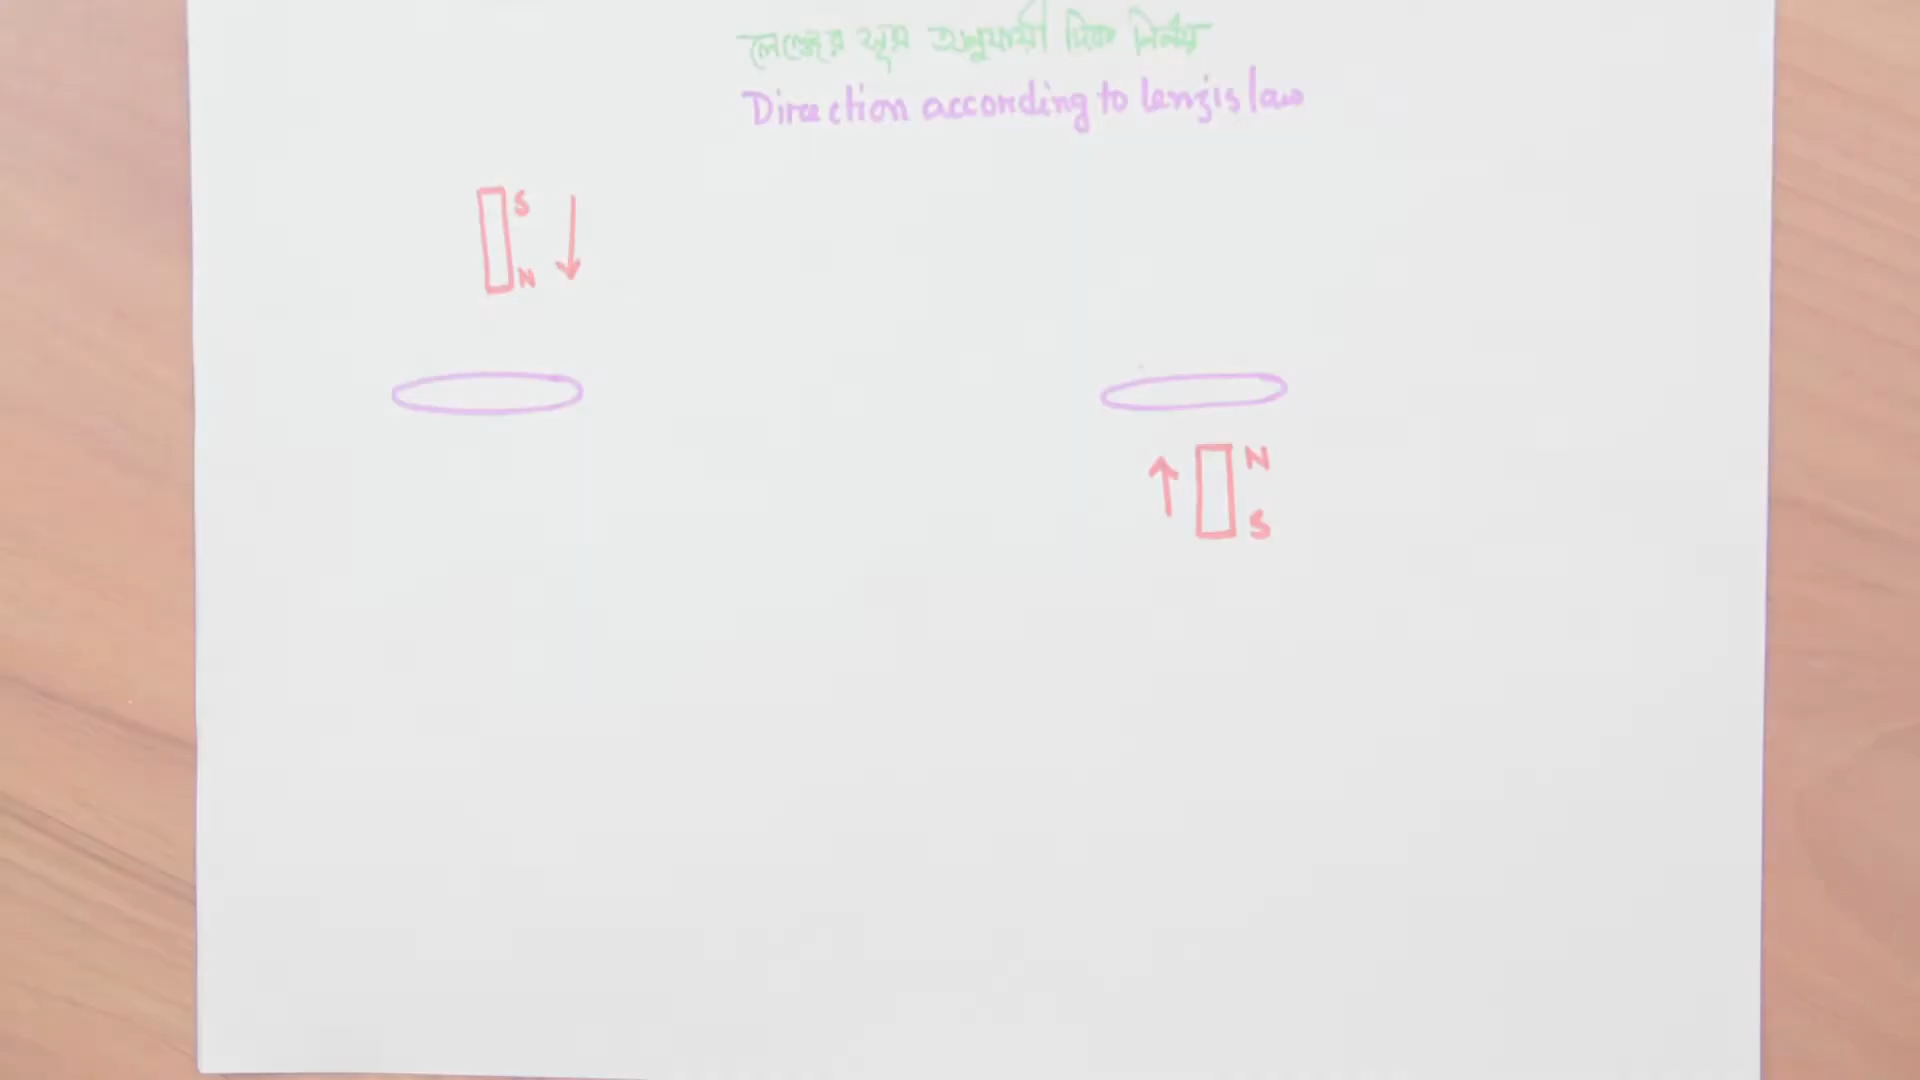 লেঞ্জের সূত্র অনুযায়ী দিক নির্ণয়
Direction according to lenz's law
S
N
N
S